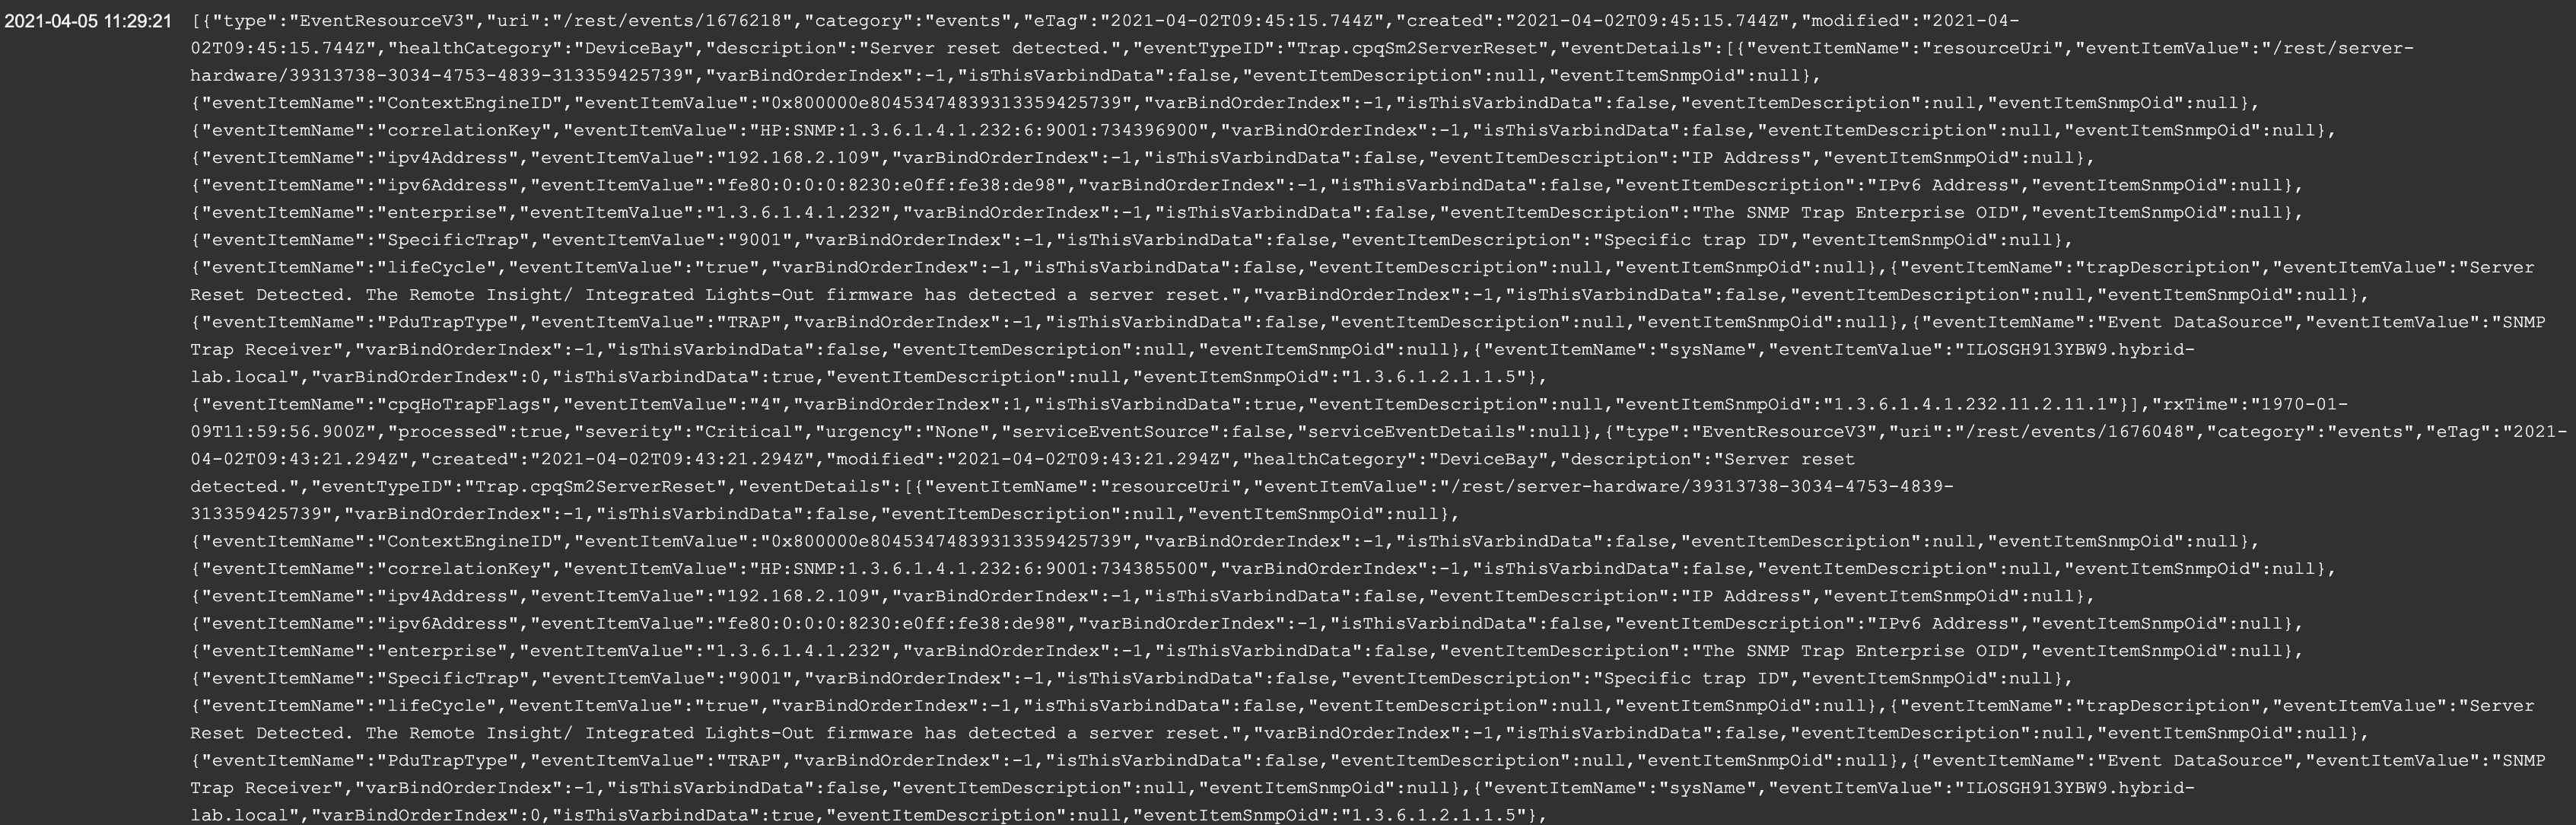 2021-04-05 11:29:21 [{"type":"EventResourceV3","uri":"/rest/events/1676218","category":"events","eTag":"2021-04-02T09:45:15.744Z","created":"2021-04-02T09:45:15.744Z","modified":"2021-04-
02T09:45:15.744Z","healthCategory":"DeviceBay","description":"Server reset detected.","eventTypeID":"Trap.cpqSm2ServerReset","eventDetails":[{"eventItemName":"resourceUri","eventItemValue":"/rest/server-
hardware/39313738-3034-4753-4839-313359425739","varBindOrderIndex":-1,"isThisVarbindData":false,"eventItemDescription":null,"eventItemSnmpOid":null},
{"eventItemName":"ContextEngineID","eventItemValue":"0x800000e80453474839313359425739","varBindOrderIndex":-1,"isThisVarbindData":false,"eventItemDescription":null,"eventItemSnmpOid":null},
{"eventItemName":"correlationKey","eventItemValue":"HP:SNMP:1.3.6.1.4.1.232:6:9001:734396900","varBindOrderIndex":-1,"isThisVarbindData":false,"eventItemDescription":null,"eventItemSnmpOid":null},
{"eventItemName":"ipv4Address","eventItemValue":"192.168.2.109","varBindOrderIndex":-1,"isThisVarbindData":false,"eventItemDescription":"IP Address","eventItemSnmpOid":null},
{"eventItemName":"ipv6Address","eventItemValue":"fe80:0:0:0:8230:e0ff:fe38:de98","varBindOrderIndex":-1,"isThisVarbindData":false,"eventItemDescription":"IPv6 Address","eventItemSnmpOid":null},
{"eventItemName":"enterprise","eventItemValue":"1.3.6.1.4.1.232","varBindOrderIndex":-1,"isThisVarbindData":false,"eventItemDescription":"The SNMP Trap Enterprise OID","eventItemSnmpOid":null},
{"eventItemName":"SpecificTrap","eventItemValue":"9001","varBindOrderIndex":-1,"isThisVarbindData":false,"eventItemDescription":"Specific trap ID","eventItemSnmpOid":null},
{"eventItemName":"lifeCycle","eventItemValue":"true","varBindOrderIndex":-1,"isThisVarbindData":false,"eventItemDescription":null,"eventItemSnmpOid":null},{"eventItemName":"trapDescription","eventItemValue":"Server
Reset Detected. The Remote Insight/ Integrated Lights-Out firmware has detected a server reset.","varBindOrderIndex":-1,"isThisVarbindData":false,"eventItemDescription":null,"eventItemSnmpOid":null},
{"eventItemName":"PduTrapType","eventItemValue":"TRAP","varBindOrderIndex":-1,"isThisVarbindData":false,"eventItemDescription":null,"eventItemSnmpOid":null},{"eventItemName":"Event DataSource","eventItemValue":"SNMP
Trap Receiver","varBindOrderIndex":-1,"isThisVarbindData":false,"eventItemDescription":null,"eventItemSnmpOid":null},{"eventItemName":"sysName","eventItemValue":"ILOSGH913YBW9.hybrid-
lab.local","varBindOrderIndex":0,"isThisVarbindData":true,"eventItemDescription":null,"eventItemSnmpOid":"1.3.6.1.2.1.1.5"},
{"eventItemName":"cpqHoTrapFlags","eventItemValue":"4","varBindOrderIndex":1,"isThisVarbindData":true,"eventItemDescription":null,"eventItemSnmpOid":"1.3.6.1.4.1.232.11.2.11.1"}],"rxTime":"1970-01-
09T11:59:56.900Z","processed":true,"severity":"Critical","urgency":"None","serviceEventSource":false,"serviceEventDetails":null},{"type":"EventResourceV3","uri":"/rest/events/1676048","category":"events","eTag":"2021-
04-02T09:43:21.294Z","created":"2021-04-02T09:43:21.294Z","modified":"2021-04-02T09:43:21.294Z","healthCategory":"DeviceBay","description":"Server reset
detected.","eventTypeID":"Trap.cpqSm2ServerReset","eventDetails":[{"eventItemName":"resourceUri","eventItemValue":"/rest/server-hardware/39313738-3034-4753-4839-
313359425739","varBindOrderIndex":-1,"isThisVarbindData":false,"eventItemDescription":null,"eventItemSnmpOid":null},
{"eventItemName":"ContextEngineID","eventItemValue":"0x800000e80453474839313359425739","varBindOrderIndex":-1,"isThisVarbindData":false,"eventItemDescription":null,"eventItemSnmpOid":null},
{"eventItemName":"correlationKey","eventItemValue":"HP:SNMP:1.3.6.1.4.1.232:6:9001:734385500","varBindOrderIndex":-1,"isThisVarbindData":false,"eventItemDescription":null,"eventItemSnmpOid":null},
{"eventItemName":"ipv4Address","eventItemValue":"192.168.2.109","varBindOrderIndex":-1,"isThisVarbindData":false,"eventItemDescription":"IP Address","eventItemSnmpOid":null},
{"eventItemName":"ipv6Address","eventItemValue":"fe80:0:0:0:8230:e0ff:fe38:de98","varBindOrderIndex":-1,"isThisVarbindData":false,"eventItemDescription":"IPv6 Address","eventItemSnmpOid":null},
{"eventItemName":"enterprise","eventItemValue":"1.3.6.1.4.1.232","varBindOrderIndex":-1,"isThisVarbindData":false,"eventItemDescription":"The SNMP Trap Enterprise OID","eventItemSnmpOid":null},
{"eventItemName":"SpecificTrap","eventItemValue":"9001","varBindOrderIndex":-1,"isThisVarbindData":false,"eventItemDescription":"Specific trap ID","eventItemSnmpOid":null},
{"eventItemName":"lifeCycle","eventItemValue":"true","varBindOrderIndex":-1,"isThisVarbindData":false,"eventItemDescription":null,"eventItemSnmpOid":null},{"eventItemName":"trapDescription","eventItemValue":"Server
Reset Detected. The Remote Insight/ Integrated Lights-Out firmware has detected a server reset.","varBindOrderIndex":-1,"isThisVarbindData":false,"eventItemDescription":null,"eventItemSnmpOid":null},
{"eventItemName":"PduTrapType","eventItemValue":"TRAP","varBindOrderIndex":-1,"isThisVarbindData":false,"eventItemDescription":null,"eventItemSnmpOid":null},{"eventItemName":"Event DataSource","eventItemValue":"SNMP
Trap Receiver","varBindOrderIndex":-1,"isThisVarbindData":false,"eventItemDescription":null,"eventItemSnmpOid":null},{"eventItemName":"sysName","eventItemValue":"ILOSGH913YBW9.hybrid-
lab.local","varBindOrderIndex":0,"isThisVarbindData":true,"eventItemDescription":null,"eventItemSnmpOid":"1.3.6.1.2.1.1.5"},